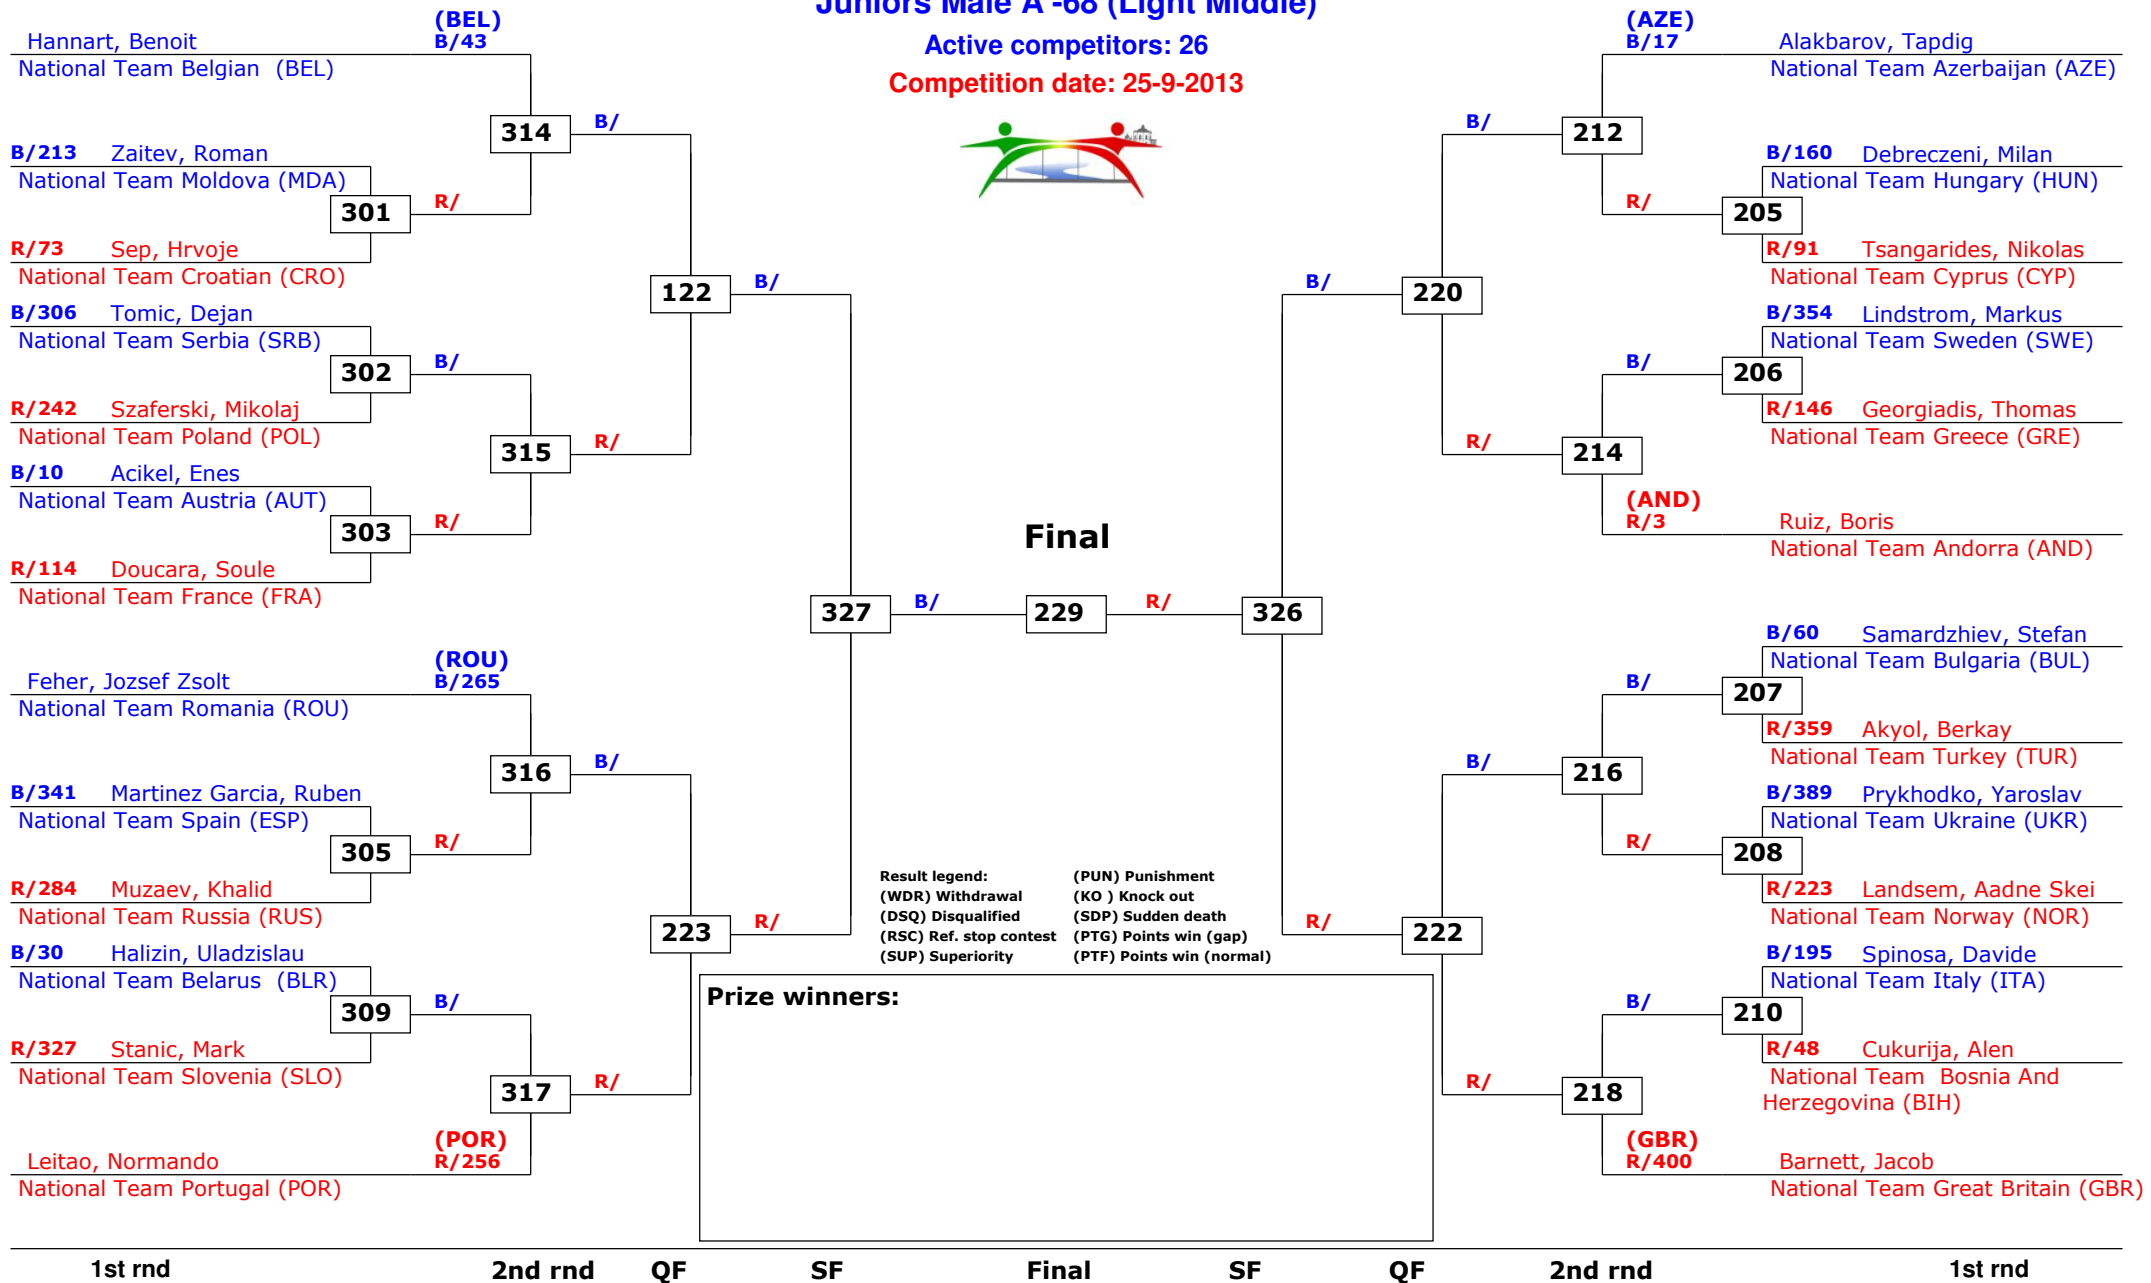 Juniors Male A -68 (Light Middle)
Active competitors: 26
Competition date: 25-9-2013
(BEL)
Hannart, Benoit B/43
National Team Belgian (BEL)
314
B/
B/213 Zaitev, Roman
National Team Moldova (MDA)
301
R/
R/73 Sep, Hrvoje
National Team Croatian (CRO)
122
B/
B/306 Tomic, Dejan
National Team Serbia (SRB)
302
B/
R/242 Szaferski, Mikolaj
National Team Poland (POL)
315
R/
B/10 Acikel, Enes
National Team Austria (AUT)
303
R/
R/114 Doucara, Soule
National Team France (FRA)
327
B/
(ROU)
Feher, Jozsef Zsolt B/265
National Team Romania (ROU)
316
B/
B/341 Martinez Garcia, Ruben
National Team Spain (ESP)
305
R/
R/284 Muzaev, Khalid
National Team Russia (RUS)
223
R/
B/30 Halizin, Uladzislau
National Team Belarus (BLR)
309
B/
R/327 Stanic, Mark
National Team Slovenia (SLO)
317
R/
(POR)
Leitao, Normando R/256
National Team Portugal (POR)
Final
229
R/
326
(AZE)
B/17 Alakbarov, Tapdig
National Team Azerbaijan (AZE)
B/
212
B/160 Debreczeni, Milan
National Team Hungary (HUN)
R/
205
R/91 Tsangarides, Nikolas
National Team Cyprus (CYP)
B/
220
B/354 Lindstrom, Markus
National Team Sweden (SWE)
B/
206
R/146 Georgiadis, Thomas
National Team Greece (GRE)
R/
214
(AND)
R/3 Ruiz, Boris
National Team Andorra (AND)
B/60 Samardzhiev, Stefan
National Team Bulgaria (BUL)
B/
207
R/359 Akyol, Berkay
National Team Turkey (TUR)
B/
216
B/389 Prykhodko, Yaroslav
National Team Ukraine (UKR)
R/
208
R/223 Landsem, Aadne Skei
National Team Norway (NOR)
R/
222
B/195 Spinosa, Davide
National Team Italy (ITA)
B/
210
R/48 Cukurija, Alen
National Team Bosnia And
Herzegovina (BIH)
R/
218
(GBR)
R/400 Barnett, Jacob
National Team Great Britain (GBR)
Result legend: (PUN) Punishment
(WDR) Withdrawal (KO ) Knock out
(DSQ) Disqualified (SDP) Sudden death
(RSC) Ref. stop contest (PTG) Points win (gap)
(SUP) Superiority (PTF) Points win (normal)
Prize winners:
1st rnd 2nd rnd QF SF Final SF QF 2nd rnd 1st rnd